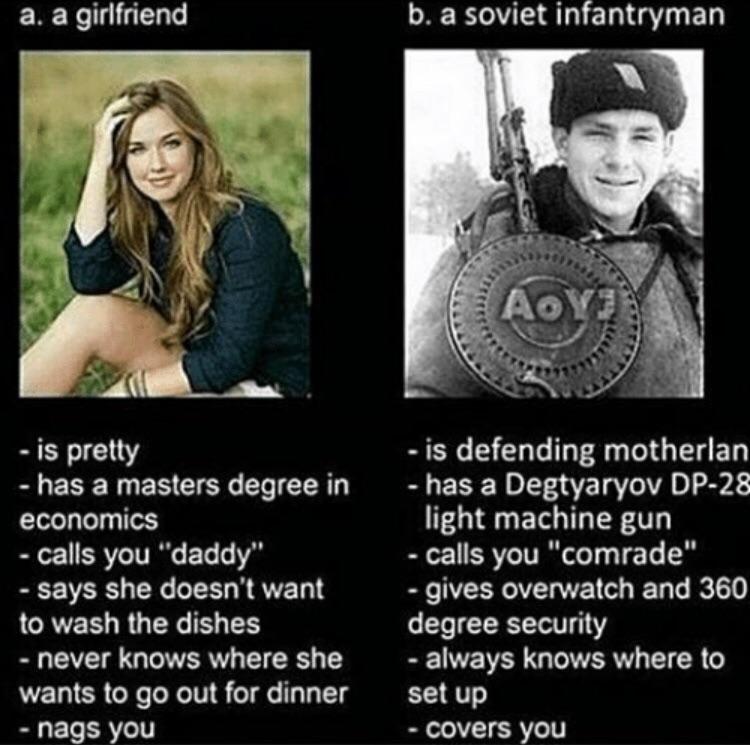 a. a girlfriend
b. a soviet infantryman
- is pretty
- has a masters degree in
economics
- calls you "daddy"
- says she doesn't want
to wash the dishes
- never knows where she
wants to go out for dinner
- nags you
AoYJ
- is defending motherlan
- has a Degtyaryov DP-28
light machine gun
- calls you "comrade"
- gives overwatch and 360
degree security
- always knows where to
set up
- covers you